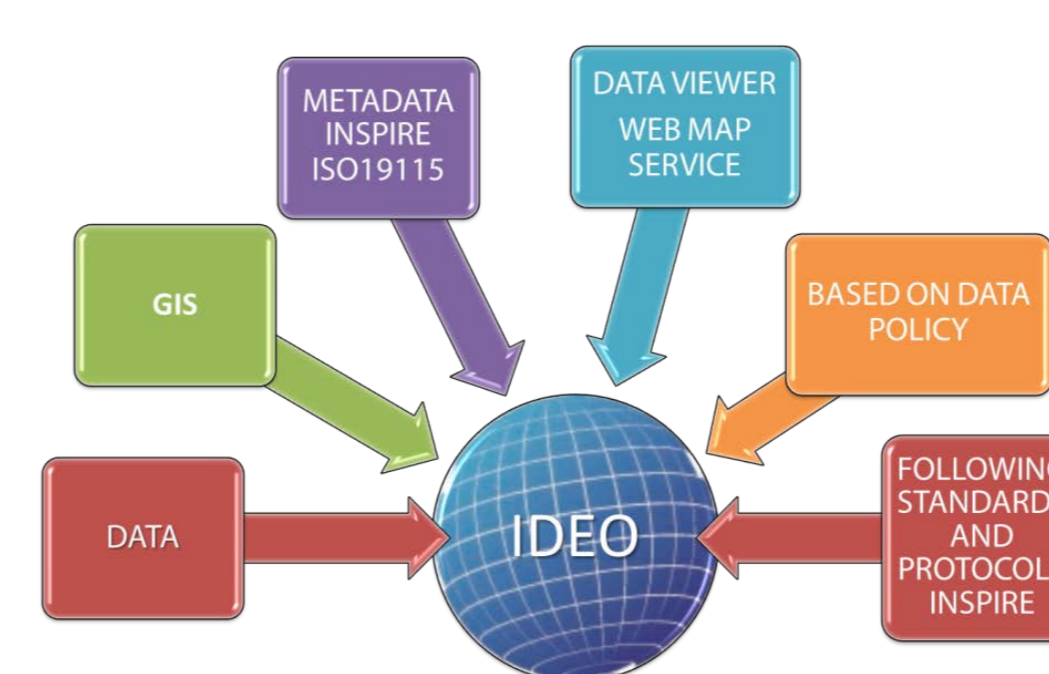 METADATA
INSPIRE
ISO19115
DATA VIEWER
WEB MAP
SERVICE
GIS
BASED ON DATA
POLICY
DATA
IDEO
FOLLOWING
STANDARD
AND
PROTOCOL
INSPIRE